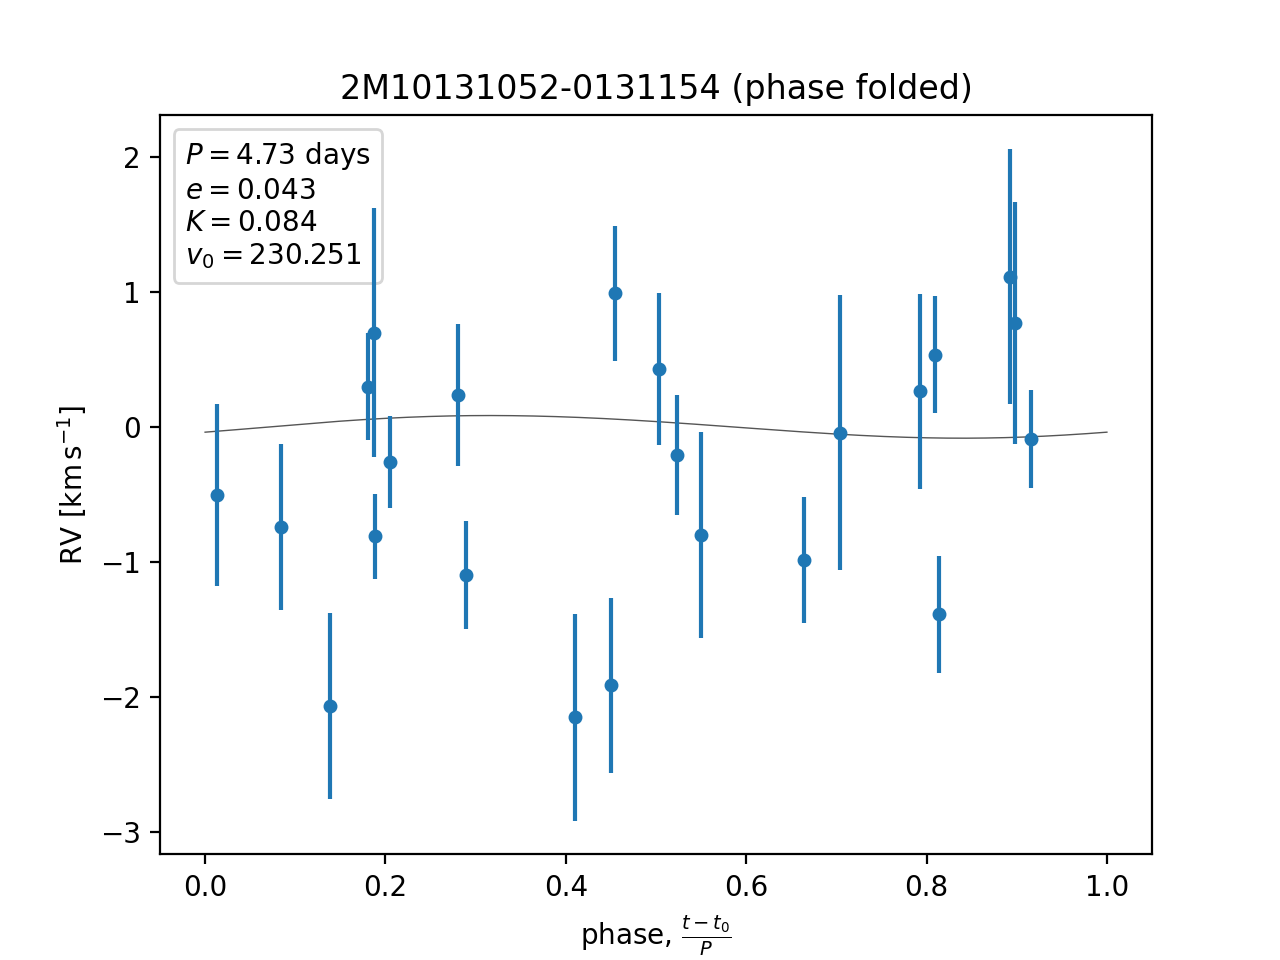 2M10131052-0131154 (phase folded)
P = 4.73 days
e = 0.043
K = 0.084
v₀ = 230.251
2
1
0
−1
−2
−3
RV [km s⁻¹]
0.0 0.2 0.4 0.6 0.8 1.0
phase, (t − t₀)/P